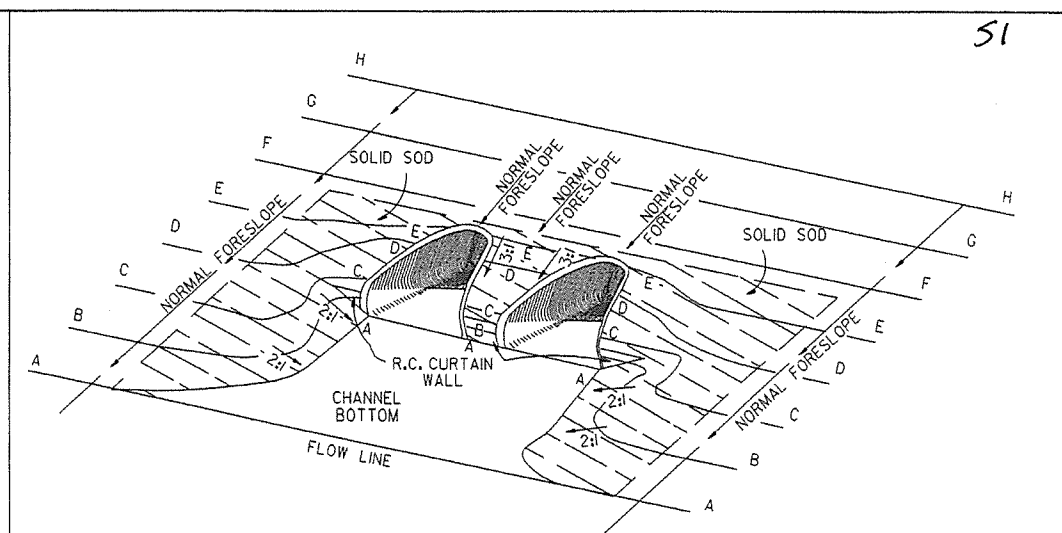 51
H
G
F
SOLID SOD
E
D
C
B
A
NORMAL FORESLOPE
NORMAL
FORESLOPE
NORMAL
FORESLOPE
NORMAL
FORESLOPE
SOLID SOD
H
G
F
E
D
C
B
A
NORMAL FORESLOPE
E
D
C
A
3:1
E
D
C
B
A
3:1
E
D
C
A
2:1
2:1
2:1
2:1
R.C. CURTAIN
WALL
CHANNEL
BOTTOM
FLOW LINE